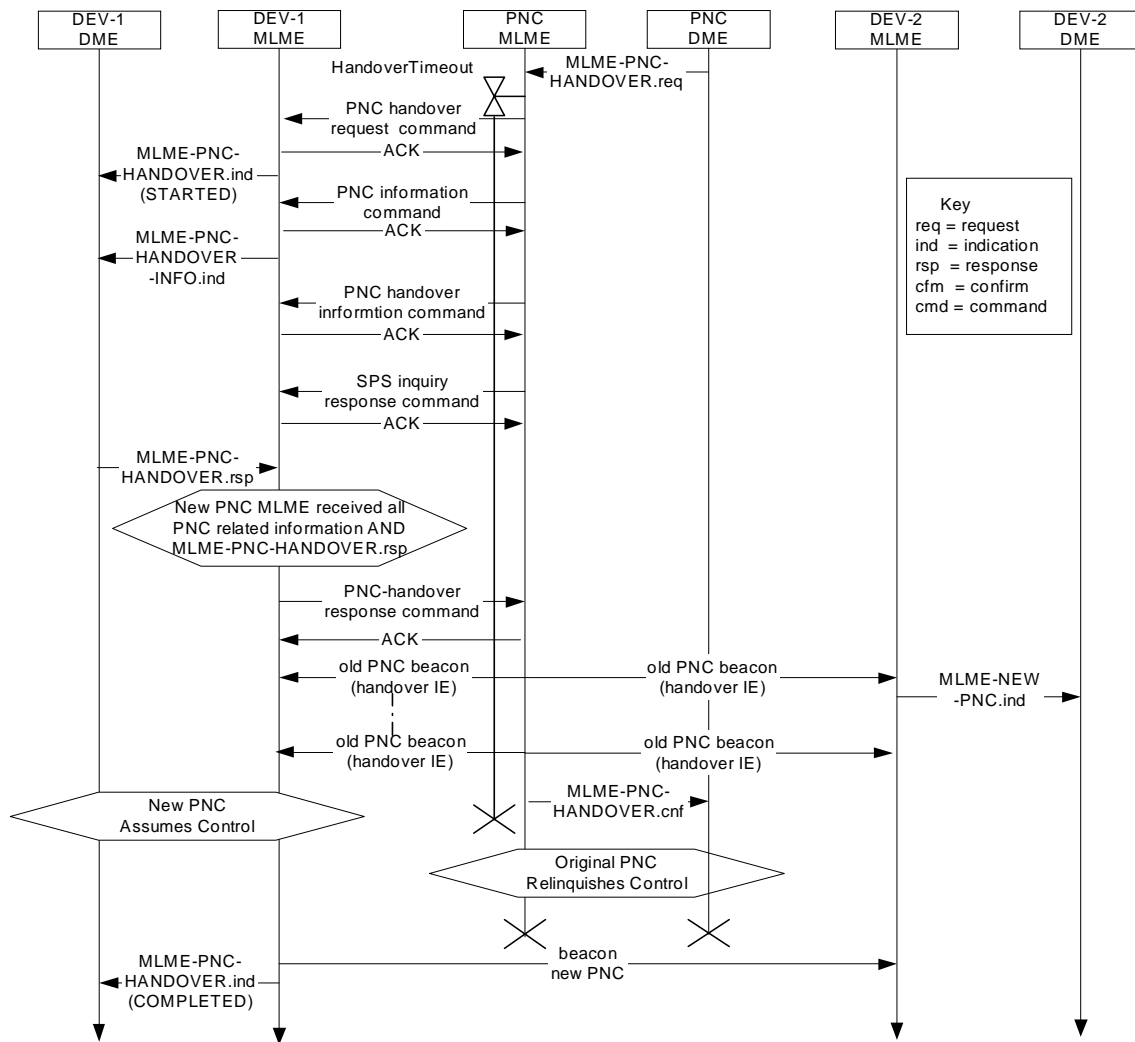 DEV-1
DME
DEV-1
MLME
PNC
MLME
PNC
DME
DEV-2
MLME
DEV-2
DME
HandoverTimeout
MLME-PNC-
HANDOVER.req
PNC handover
request command
ACK
MLME-PNC-
HANDOVER.ind
(STARTED)
PNC information
command
ACK
MLME-PNC-
HANDOVER
-INFO.ind
Key
req = request
ind = indication
rsp = response
cfm = confirm
cmd = command
PNC handover
inrformtion command
ACK
SPS inquiry
response command
ACK
MLME-PNC-
HANDOVER.rsp
New PNC MLME received all
PNC related information AND
MLME-PNC-HANDOVER.rsp
PNC-handover
response command
ACK
old PNC beacon
(handover IE)
old PNC beacon
(handover IE)
MLME-NEW
-PNC.ind
old PNC beacon
(handover IE)
old PNC beacon
(handover IE)
MLME-PNC-
HANDOVER.cnf
New PNC
Assumes Control
Original PNC
Relinquishes Control
beacon
new PNC
MLME-PNC-
HANDOVER.ind
(COMPLETED)